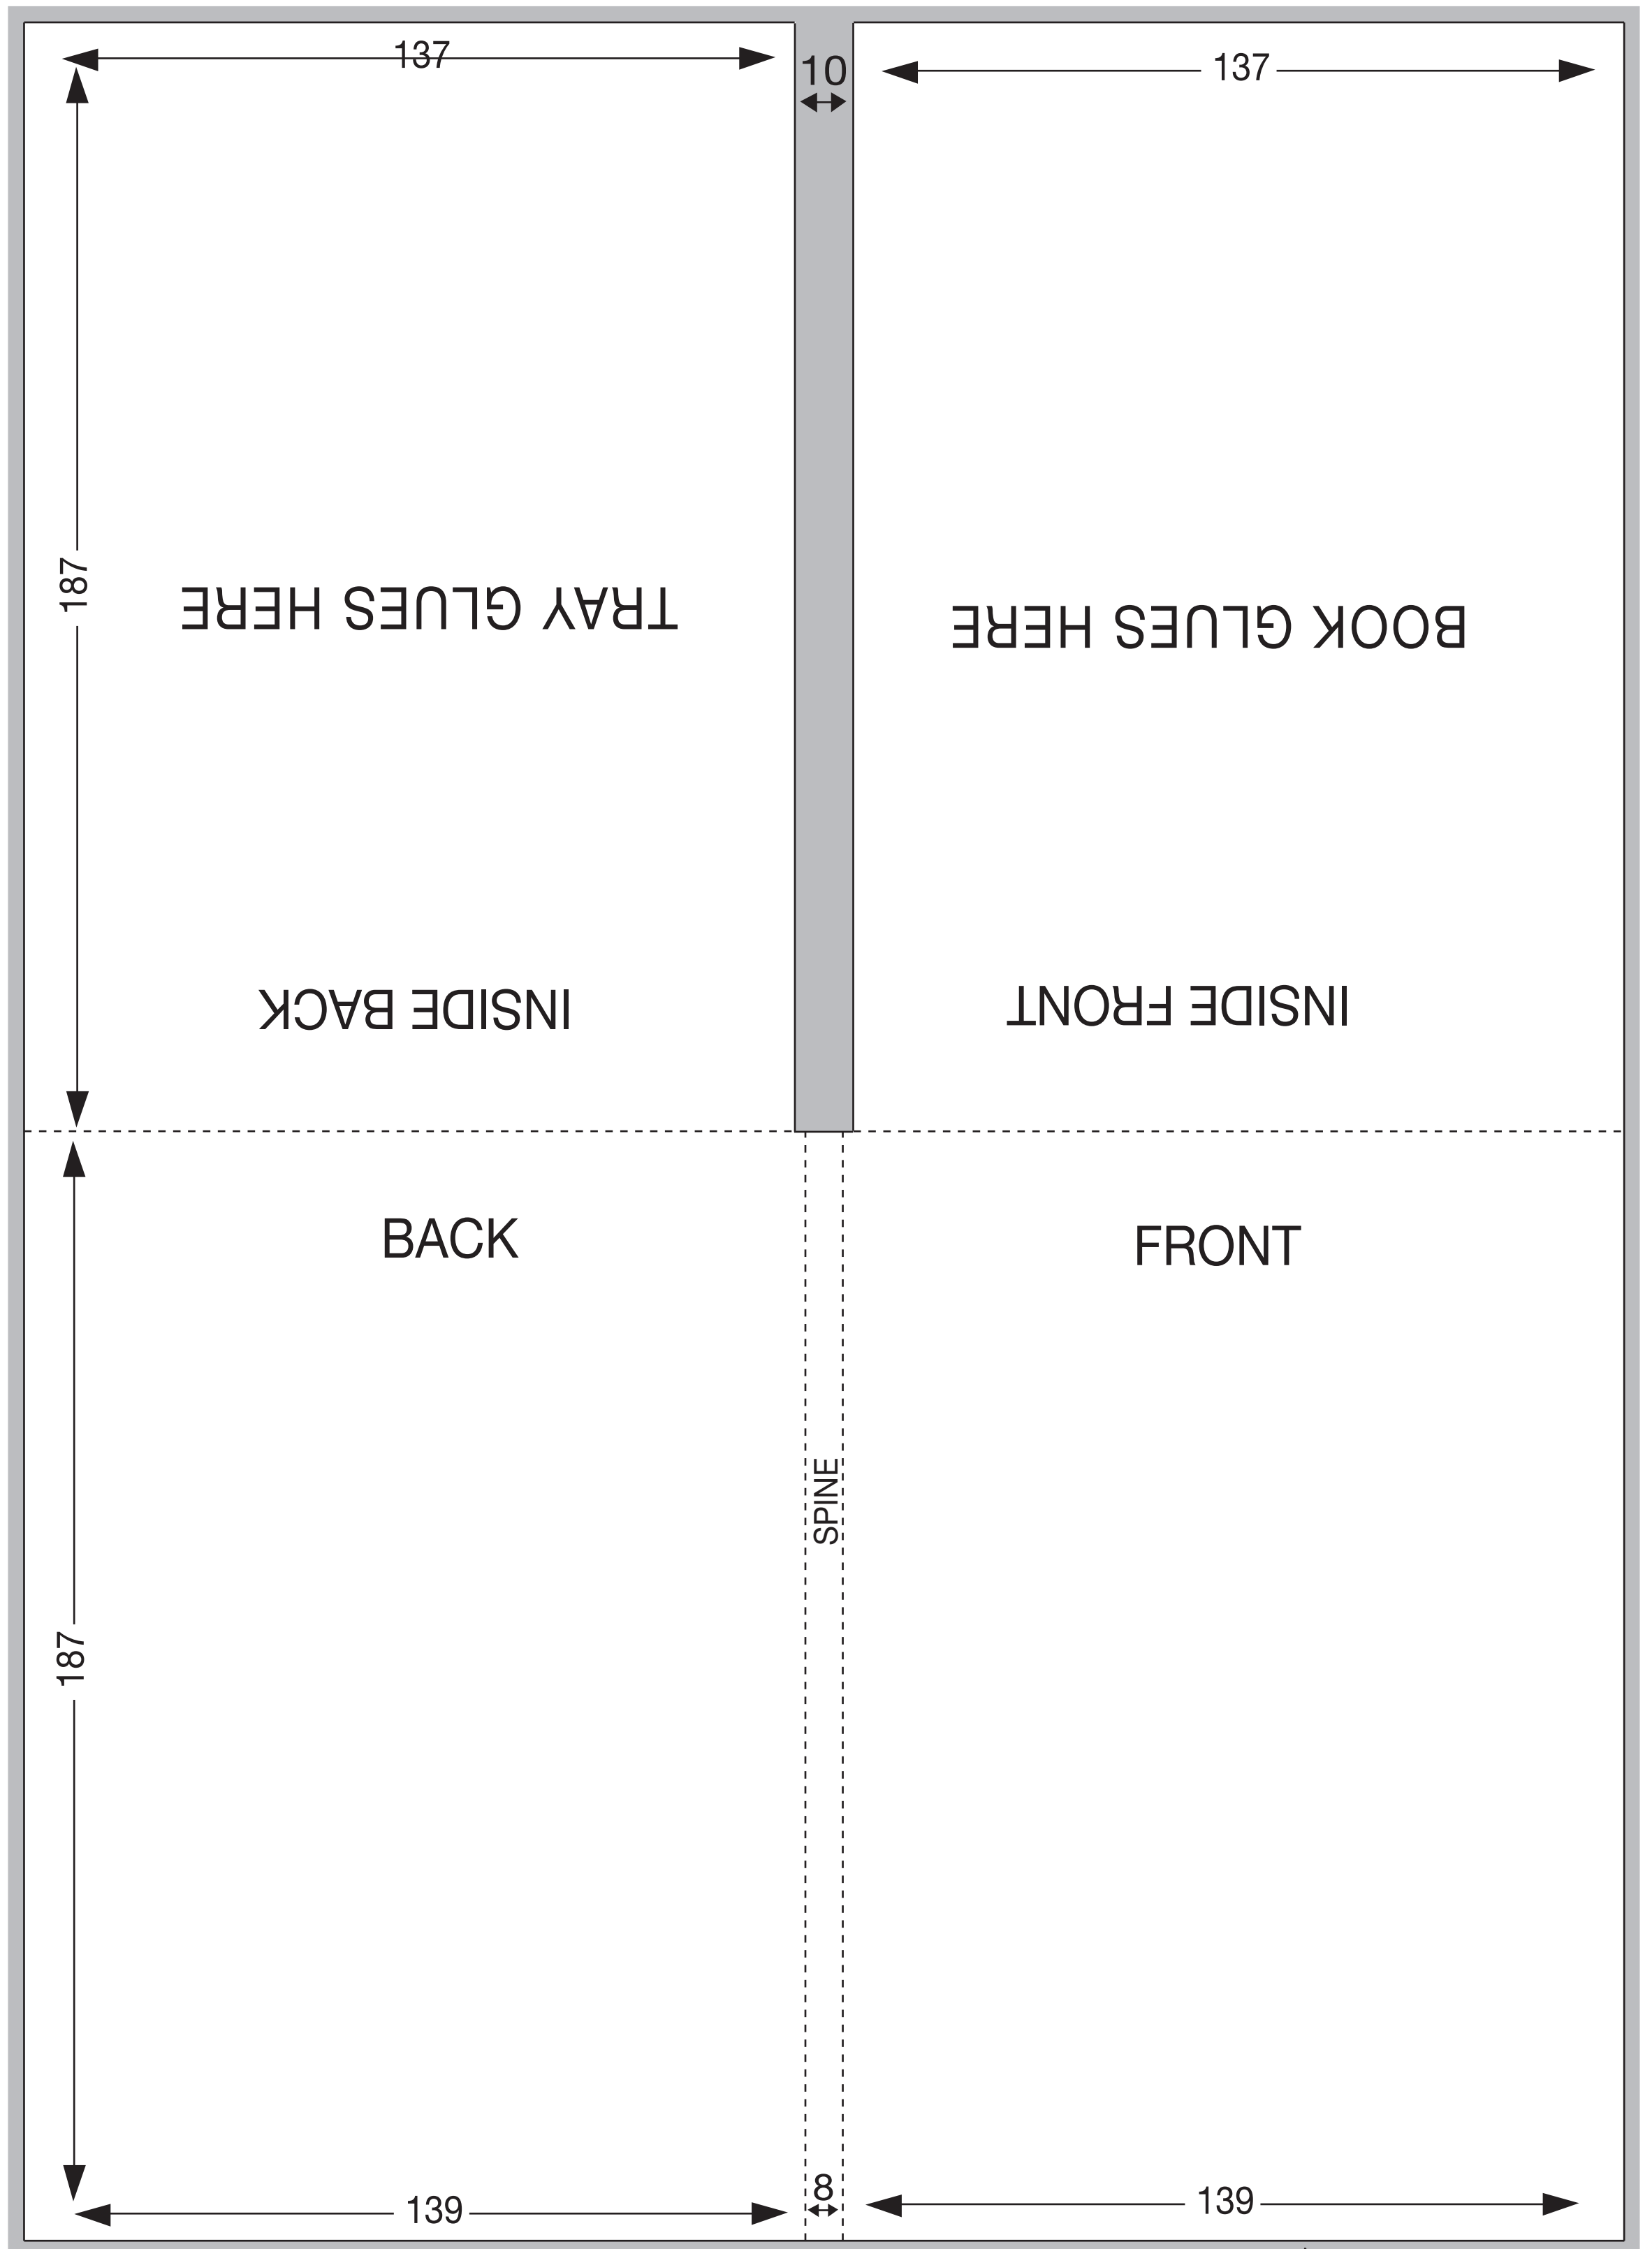 137
10
137
187
TRAY GLUES HERE
BOOK GLUES HERE
INSIDE BACK
INSIDE FRONT
BACK
FRONT
SPINE
187
8
139
139